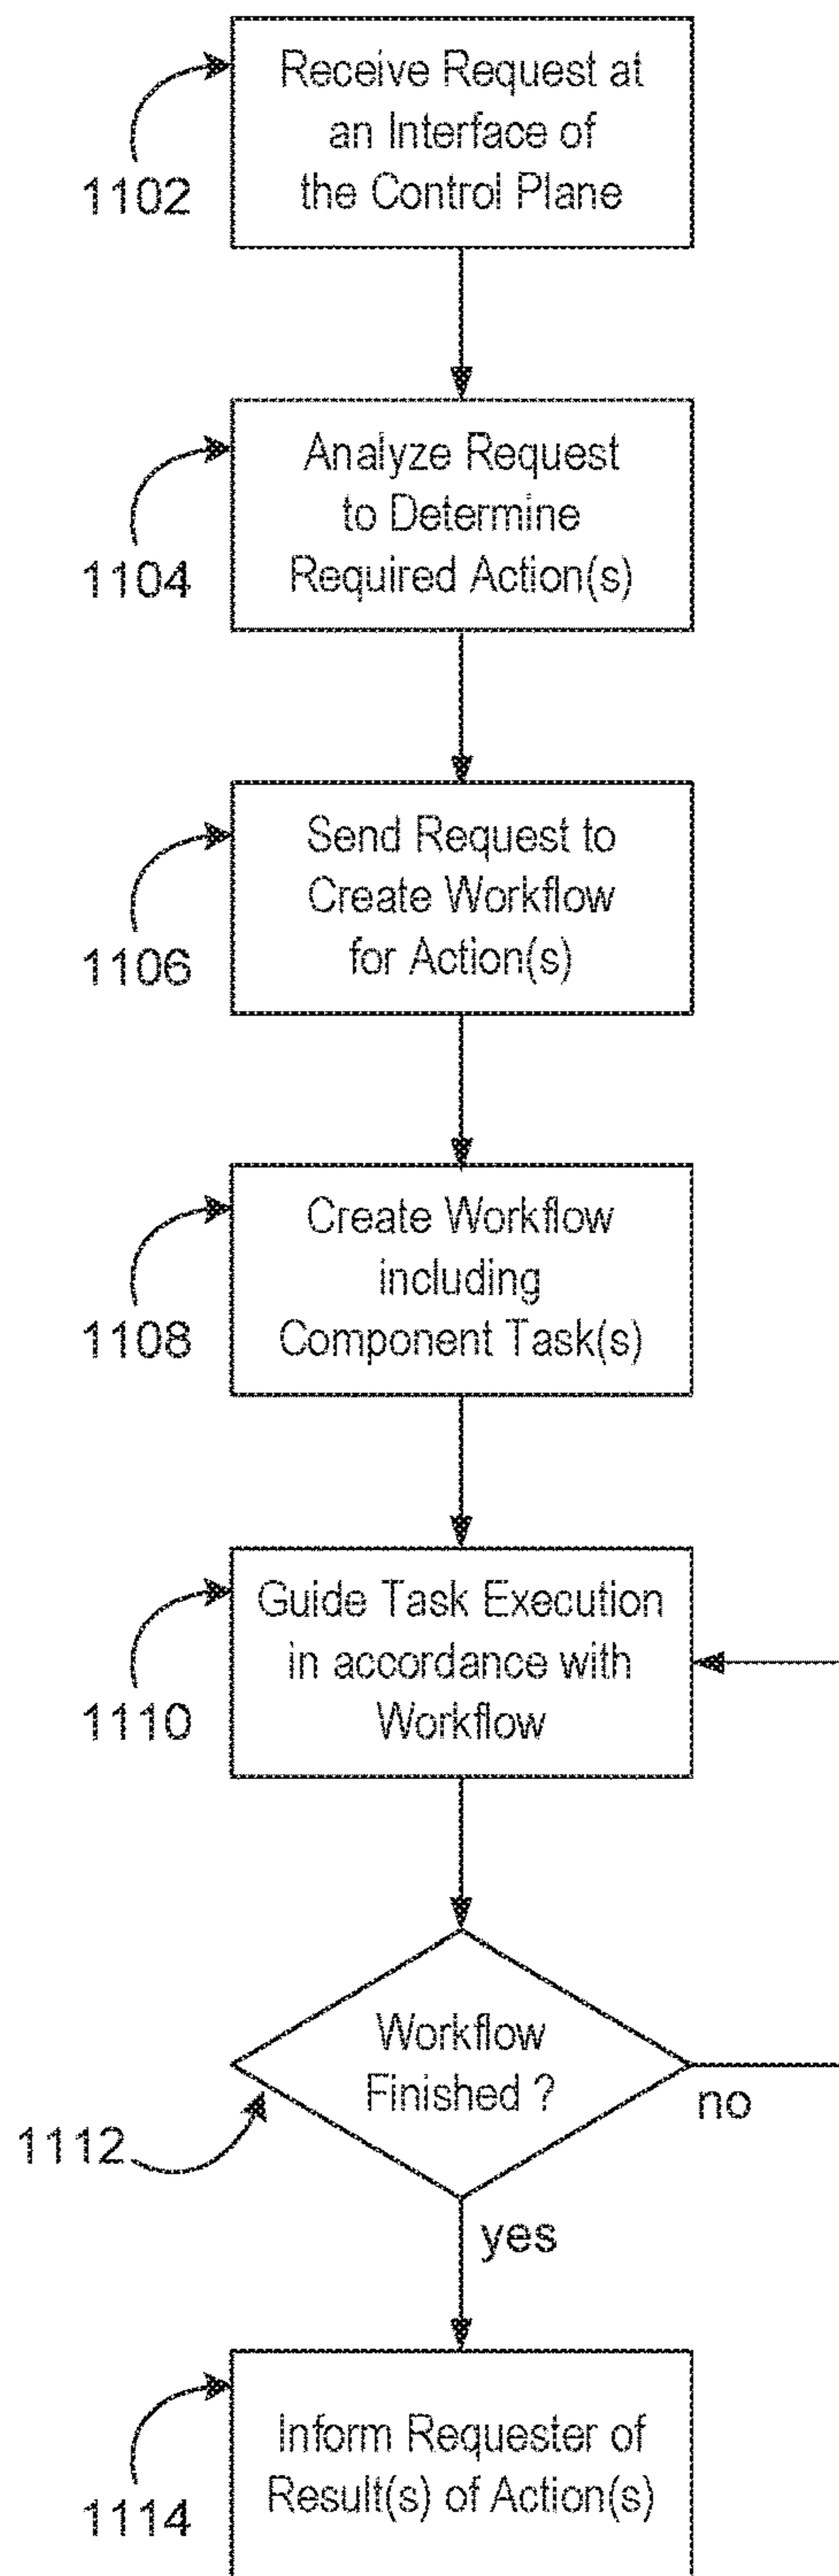 Receive Request at
an Interface of
the Control Plane
1102
Analyze Request
to Determine
Required Action(s)
1104
Send Request to
Create Workflow
for Action(s)
1106
Create Workflow
including
Component Task(s)
1108
Guide Task Execution
in accordance with
Workflow
1110
Workflow
Finished ?
no
1112
yes
Inform Requester of
Result(s) of Action(s)
1114